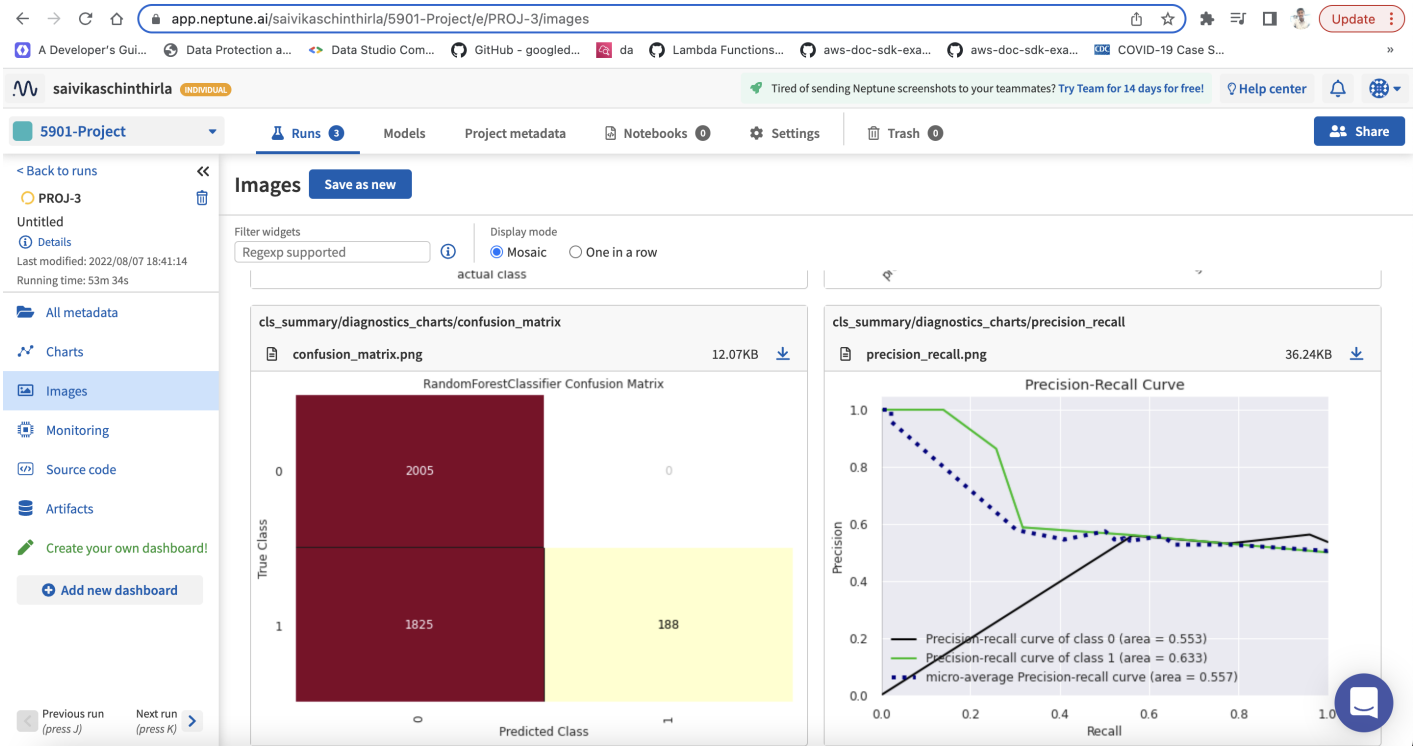 app.neptune.ai/saivikaschinthirla/5901-Project/e/PROJ-3/images
Update
A Developer's Gui...
Data Protection a...
Data Studio Com...
GitHub - googled...
da
Lambda Functions...
aws-doc-sdk-exa...
aws-doc-sdk-exa...
CDC
COVID-19 Case S...
»
saivikaschinthirla
INDIVIDUAL
Tired of sending Neptune screenshots to your teammates? Try Team for 14 days for free!
Help center
5901-Project
Runs 3
Models
Project metadata
Notebooks 0
Settings
Trash 0
Share
< Back to runs
PROJ-3
Untitled
Details
Last modified: 2022/08/07 18:41:14
Running time: 53m 34s
All metadata
Charts
Images
Monitoring
Source code
Artifacts
Create your own dashboard!
Add new dashboard
Previous run
(press J)
Next run
(press K)
Images
Save as new
Filter widgets
Regexp supported
Display mode
Mosaic
One in a row
actual class
cls_summary/diagnostics_charts/confusion_matrix
confusion_matrix.png
12.07KB
RandomForestClassifier Confusion Matrix
True Class
0
2005
0
1
1825
188
0
1
Predicted Class
cls_summary/diagnostics_charts/precision_recall
precision_recall.png
36.24KB
Precision-Recall Curve
Precision
1.0
0.8
0.6
0.4
0.2
0.0
Precision-recall curve of class 0 (area = 0.553)
Precision-recall curve of class 1 (area = 0.633)
micro-average Precision-recall curve (area = 0.557)
0.0
0.2
0.4
0.6
0.8
1.0
Recall